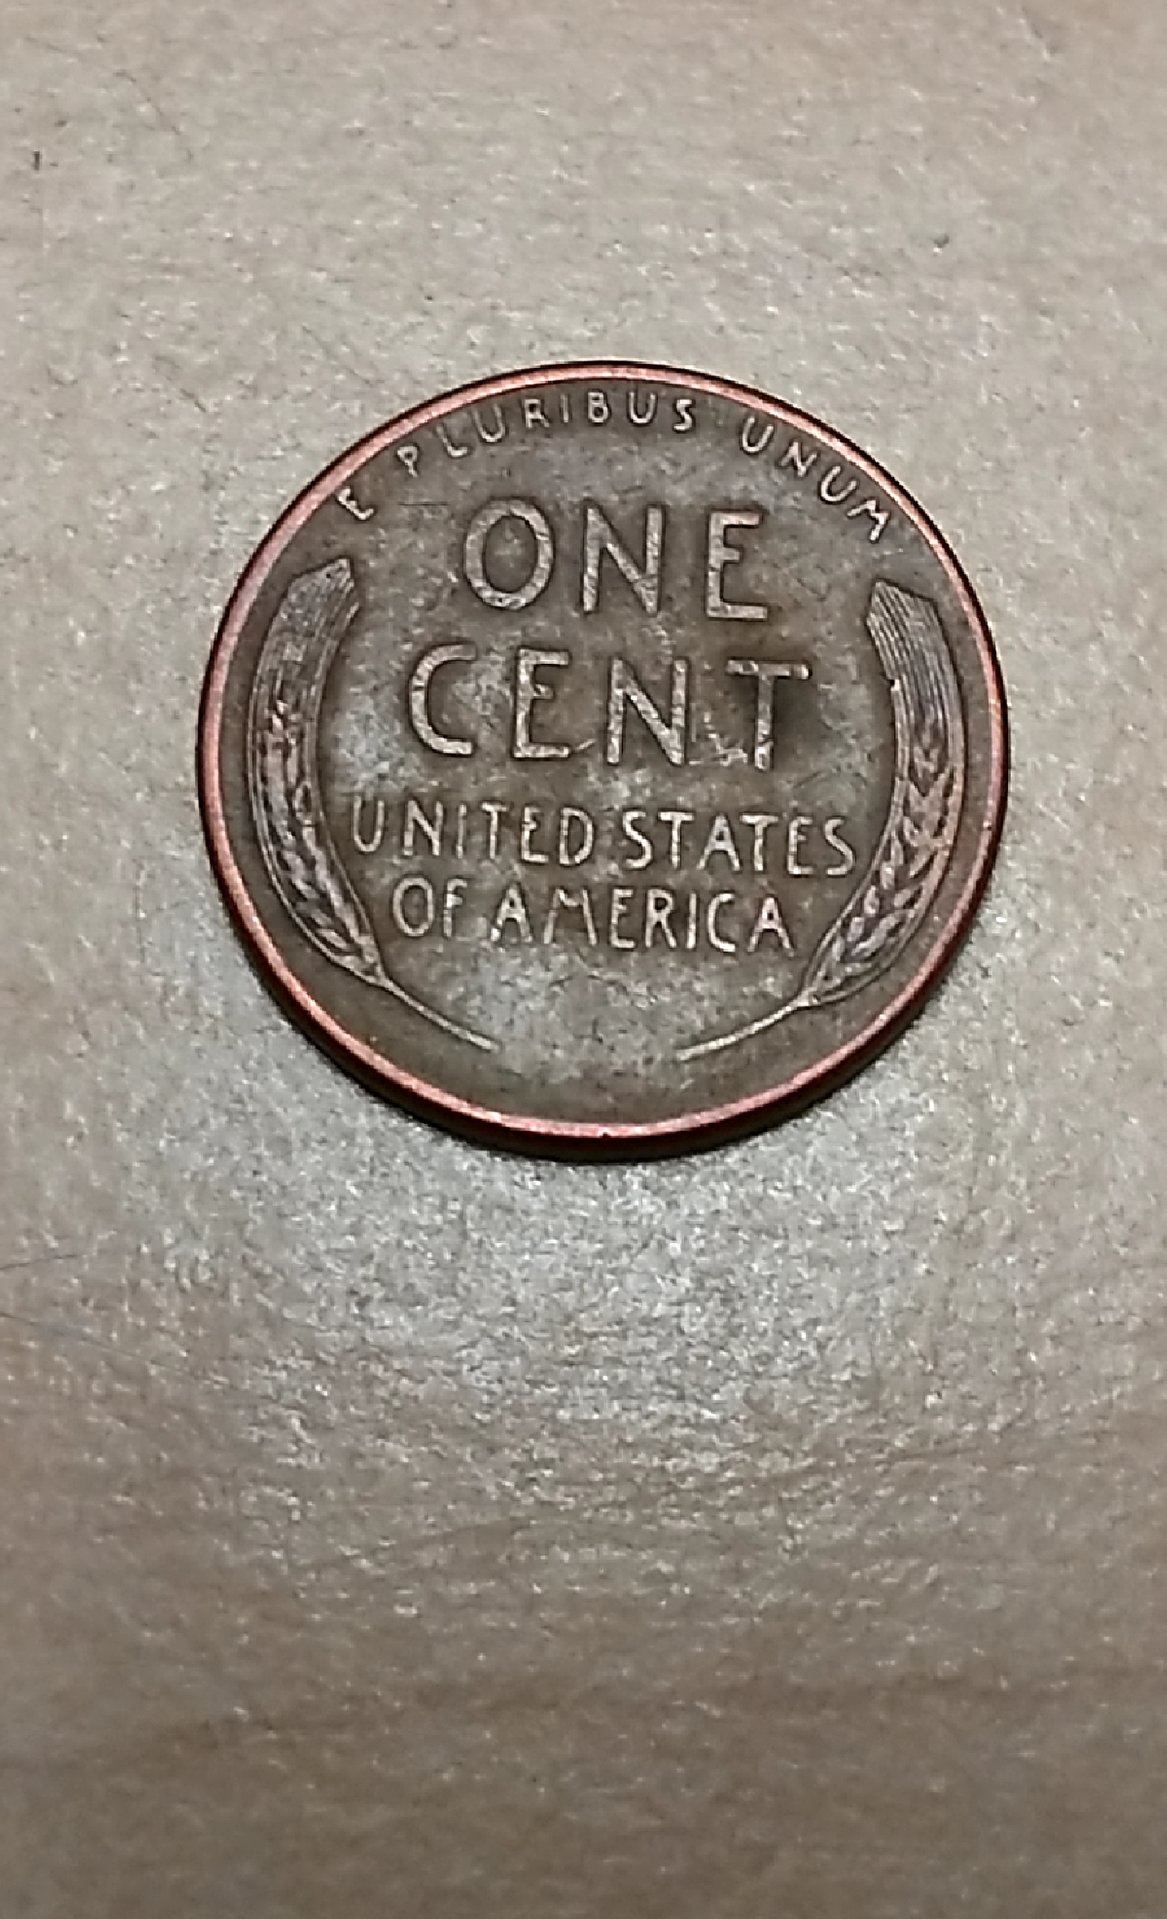 E PLURIBUS UNUM
ONE
CENT
UNITED STATES
OF AMERICA